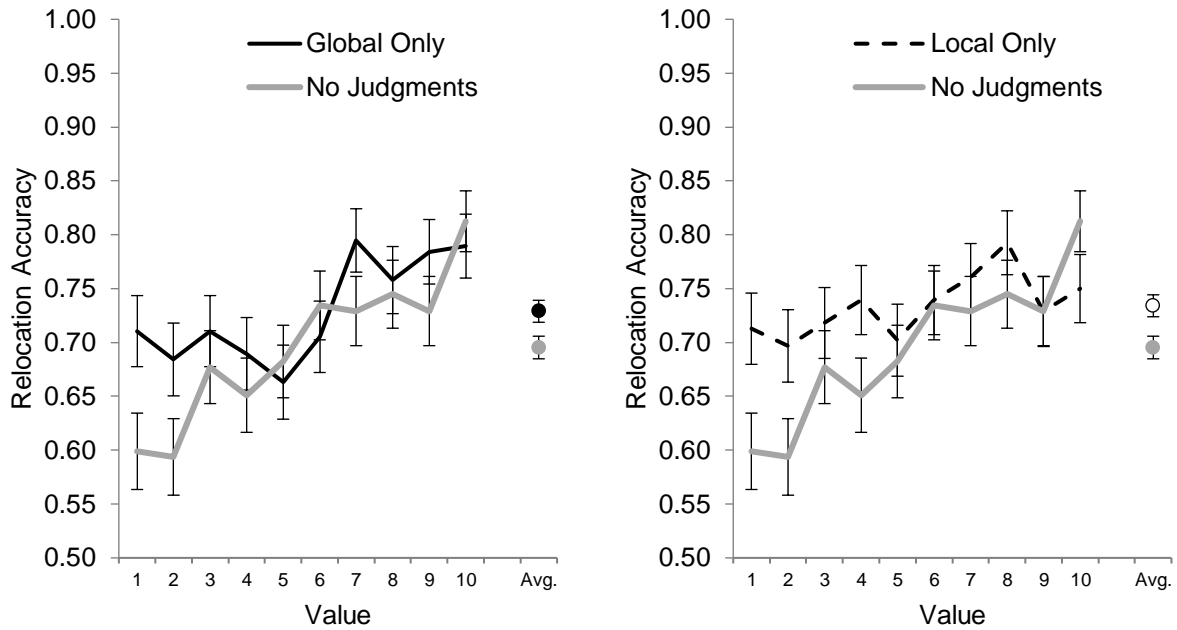 Global Only
No Judgments
Relocation Accuracy
1.00
0.95
0.90
0.85
0.80
0.75
0.70
0.65
0.60
0.55
0.50
1 2 3 4 5 6 7 8 9 10 Avg.
Value
Local Only
No Judgments
Relocation Accuracy
1.00
0.95
0.90
0.85
0.80
0.75
0.70
0.65
0.60
0.55
0.50
1 2 3 4 5 6 7 8 9 10 Avg.
Value